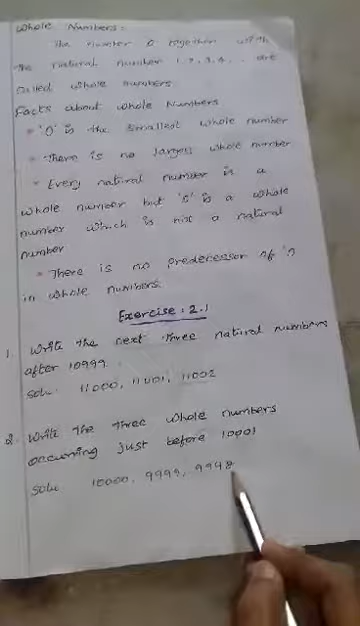 Whole Numbers:
The number 0 together with
the natural number 1, 2, 3, 4, .. are
called whole numbers
Facts about whole Numbers
* '0' is the smallest whole number
* There is no largest whole number
* Every natural number is a
whole number but '0' is a whole
number which is not a natural
number
* There is no predecessor of '0
in whole numbers.
Exercise: 2.1
1. Write the next three natural numbers
after 10999.
Solu. 11000, 11001, 11002
2. Write the three whole numbers
occurring just before 10001
Solu 10000, 9999, 9998